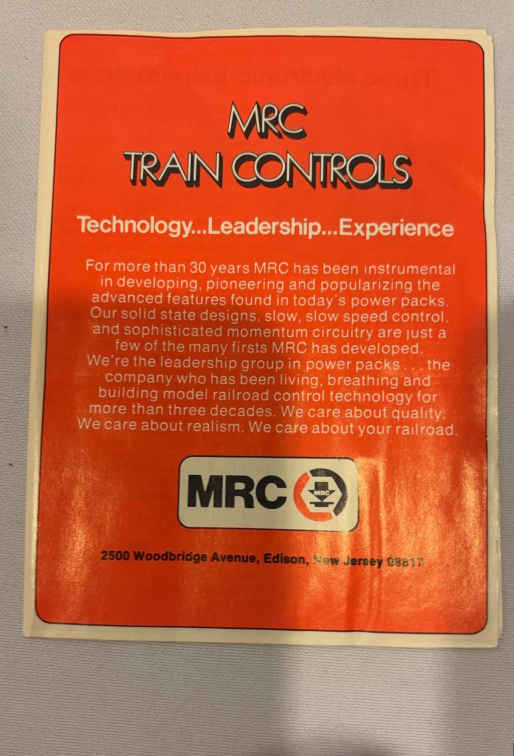 MRC
TRAIN CONTROLS
Technology...Leadership...Experience
For more than 30 years MRC has been instrumental
in developing, pioneering and popularizing the
advanced features found in today's power packs.
Our solid state designs, slow, slow speed control,
and sophisticated momentum circuitry are just a
few of the many firsts MRC has developed.
We're the leadership group in power packs . . . the
company who has been living, breathing and
building model railroad control technology for
more than three decades. We care about quality.
We care about realism. We care about your railroad.
MRC MRC
2500 Woodbridge Avenue, Edison, New Jersey 08817